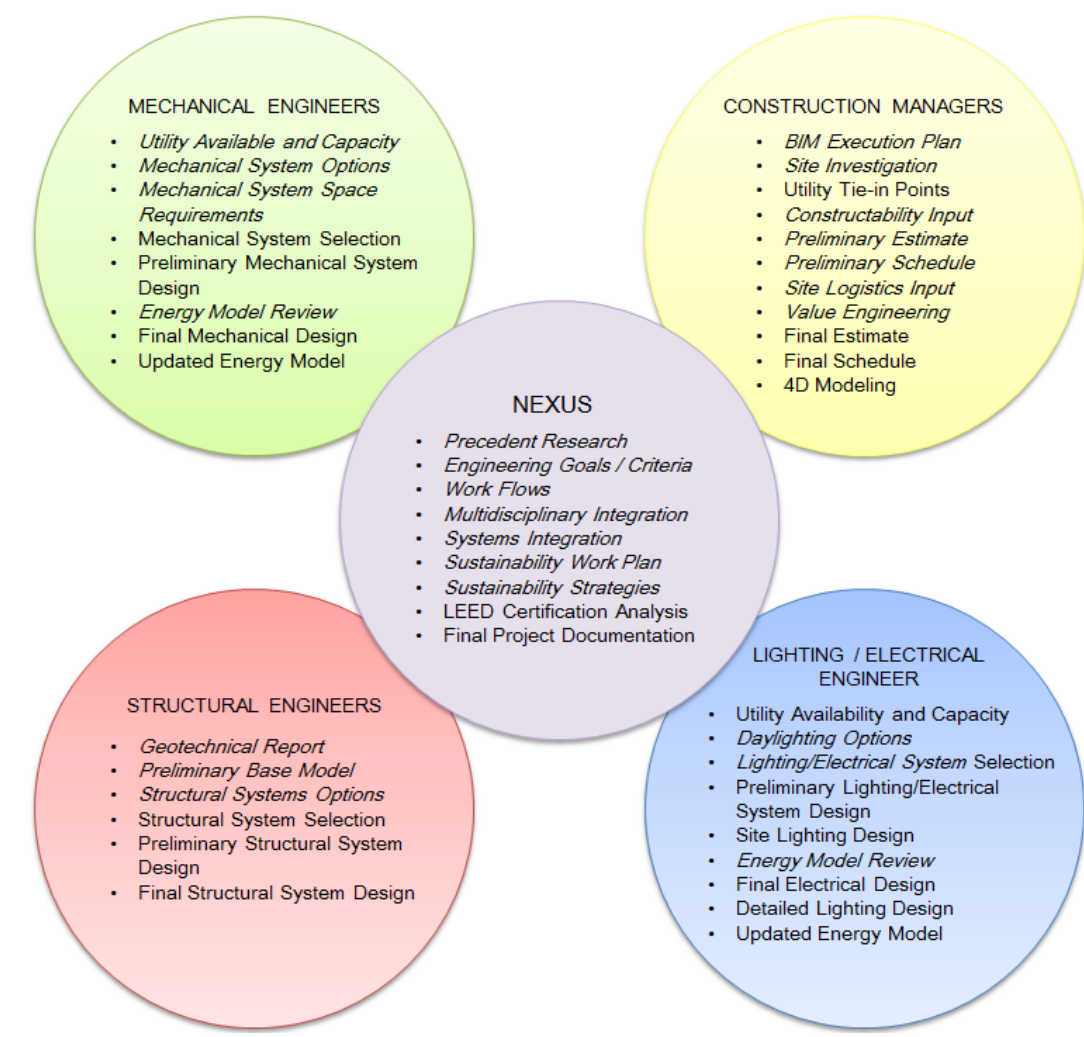 MECHANICAL ENGINEERS
• Utility Available and Capacity
• Mechanical System Options
• Mechanical System Space
Requirements
• Mechanical System Selection
• Preliminary Mechanical System
Design
• Energy Model Review
• Final Mechanical Design
• Updated Energy Model
CONSTRUCTION MANAGERS
• BIM Execution Plan
• Site Investigation
• Utility Tie-in Points
• Constructability Input
• Preliminary Estimate
• Preliminary Schedule
• Site Logistics Input
• Value Engineering
• Final Estimate
• Final Schedule
• 4D Modeling
NEXUS
• Precedent Research
• Engineering Goals / Criteria
• Work Flows
• Multidisciplinary Integration
• Systems Integration
• Sustainability Work Plan
• Sustainability Strategies
• LEED Certification Analysis
• Final Project Documentation
STRUCTURAL ENGINEERS
• Geotechnical Report
• Preliminary Base Model
• Structural Systems Options
• Structural System Selection
• Preliminary Structural System
Design
• Final Structural System Design
LIGHTING / ELECTRICAL
ENGINEER
• Utility Availability and Capacity
• Daylighting Options
• Lighting/Electrical System Selection
• Preliminary Lighting/Electrical
System Design
• Site Lighting Design
• Energy Model Review
• Final Electrical Design
• Detailed Lighting Design
• Updated Energy Model